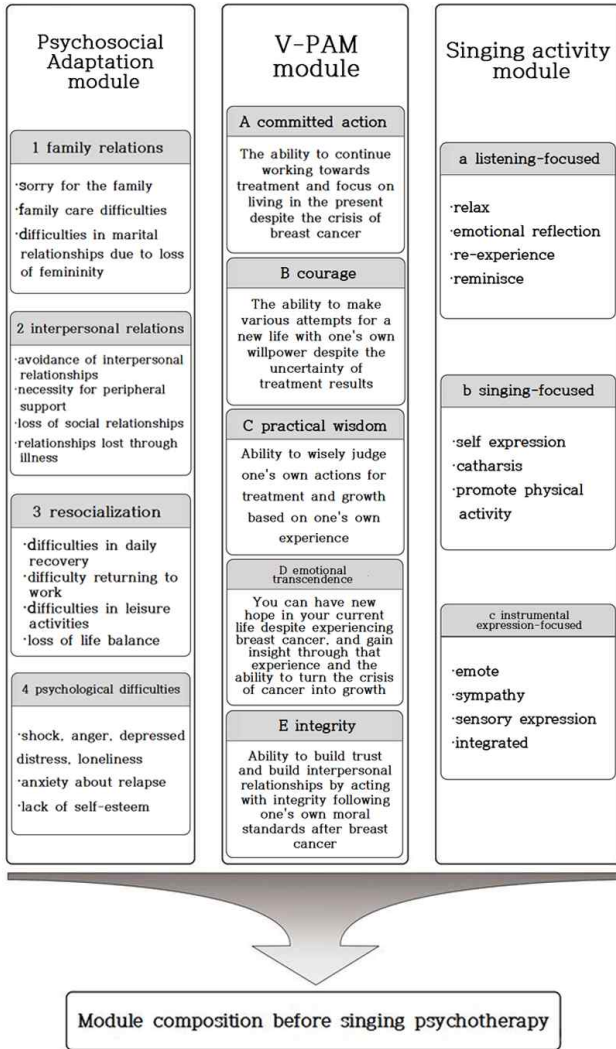 Psychosocial
Adaptation
module
1 family relations
·sorry for the family
·family care difficulties
·difficulties in marital
relationships due to loss
of femininity
2 interpersonal relations
·avoidance of interpersonal
relationships
·necessity for peripheral
support
·loss of social relationships
·relationships lost through
illness
3 resocialization
·difficulties in daily
recovery
·difficulty returning to
work
·difficulties in leisure
activities
·loss of life balance
4 psychological difficulties
·shock, anger, depressed
distress, loneliness
·anxiety about relapse
·lack of self-esteem
V-PAM
module
A committed action
The ability to continue
working towards
treatment and focus on
living in the present
despite the crisis of
breast cancer
B courage
The ability to make
various attempts for a
new life with one's own
willpower despite the
uncertainty of
treatment results
C practical wisdom
Ability to wisely judge
one's own actions for
treatment and growth
based on one's own
experience
D emotional
transcendence
You can have new
hope in your current
life despite experiencing
breast cancer, and gain
insight through that
experience and the
ability to turn the crisis
of cancer into growth
E integrity
Ability to build trust
and build interpersonal
relationships by acting
with integrity following
one's own moral
standards after breast
cancer
Singing activity
module
a listening-focused
·relax
·emotional reflection
·re-experience
·reminisce
b singing-focused
·self expression
·catharsis
·promote physical
activity
c instrumental
expression-focused
·emote
·sympathy
·sensory expression
·integrated
Module composition before singing psychotherapy